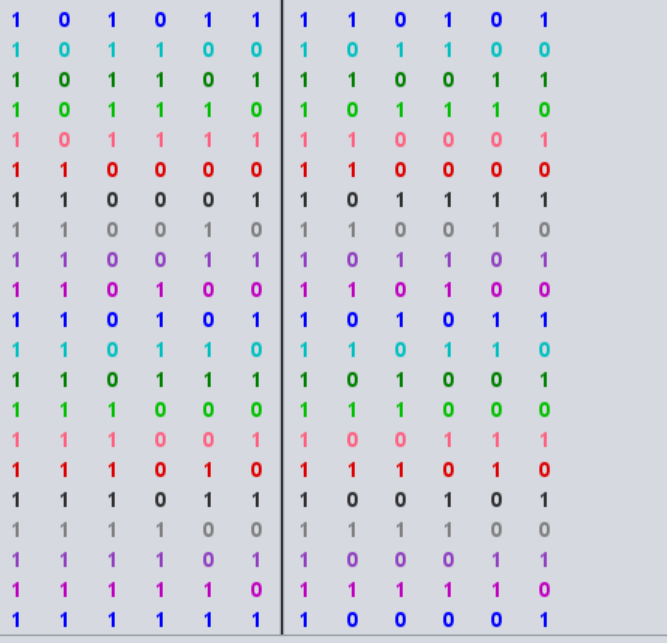 1 0 1 0 1 1 1 1 0 1 0 1
1 0 1 1 0 0 1 0 1 1 0 0
1 0 1 1 0 1 1 1 0 0 1 1
1 0 1 1 1 0 1 0 1 1 1 0
1 0 1 1 1 1 1 1 0 0 0 1
1 1 0 0 0 0 1 1 0 0 0 0
1 1 0 0 0 1 1 0 1 1 1 1
1 1 0 0 1 0 1 1 0 0 1 0
1 1 0 0 1 1 1 0 1 1 0 1
1 1 0 1 0 0 1 1 0 1 0 0
1 1 0 1 0 1 1 0 1 0 1 1
1 1 0 1 1 0 1 1 0 1 1 0
1 1 0 1 1 1 1 0 1 0 0 1
1 1 1 0 0 0 1 1 1 0 0 0
1 1 1 0 0 1 1 0 0 1 1 1
1 1 1 0 1 0 1 1 1 0 1 0
1 1 1 0 1 1 1 0 0 1 0 1
1 1 1 1 0 0 1 1 1 1 0 0
1 1 1 1 0 1 1 0 0 0 1 1
1 1 1 1 1 0 1 1 1 1 1 0
1 1 1 1 1 1 1 0 0 0 0 1